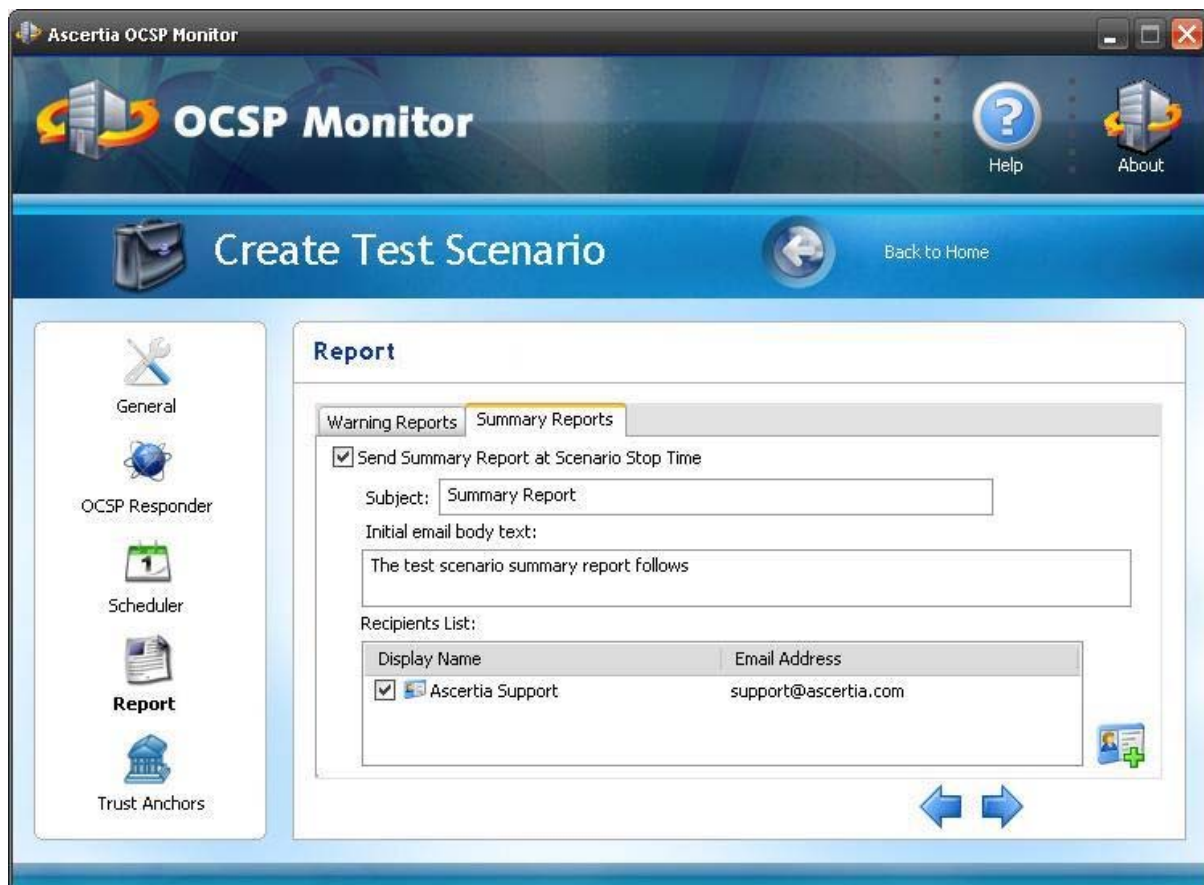 Ascertia OCSP Monitor
OCSP Monitor
Help
About
Create Test Scenario
Back to Home
General
OCSP Responder
1
Scheduler
Report
Trust Anchors
Report
Warning Reports
Summary Reports
Send Summary Report at Scenario Stop Time
Subject: Summary Report
Initial email body text:
The test scenario summary report follows
Recipients List:
Display Name Email Address
Ascertia Support support@ascertia.com